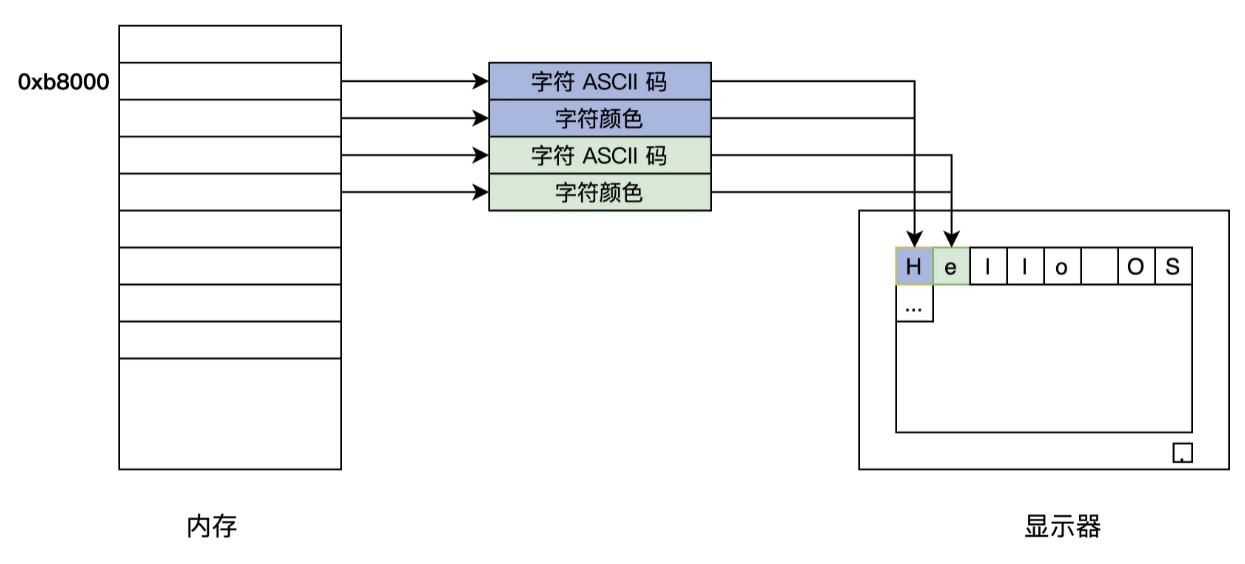 0xb8000
字符 ASCII 码
字符颜色
字符 ASCII 码
字符颜色
H e l l o O S
...
.
内存
显示器